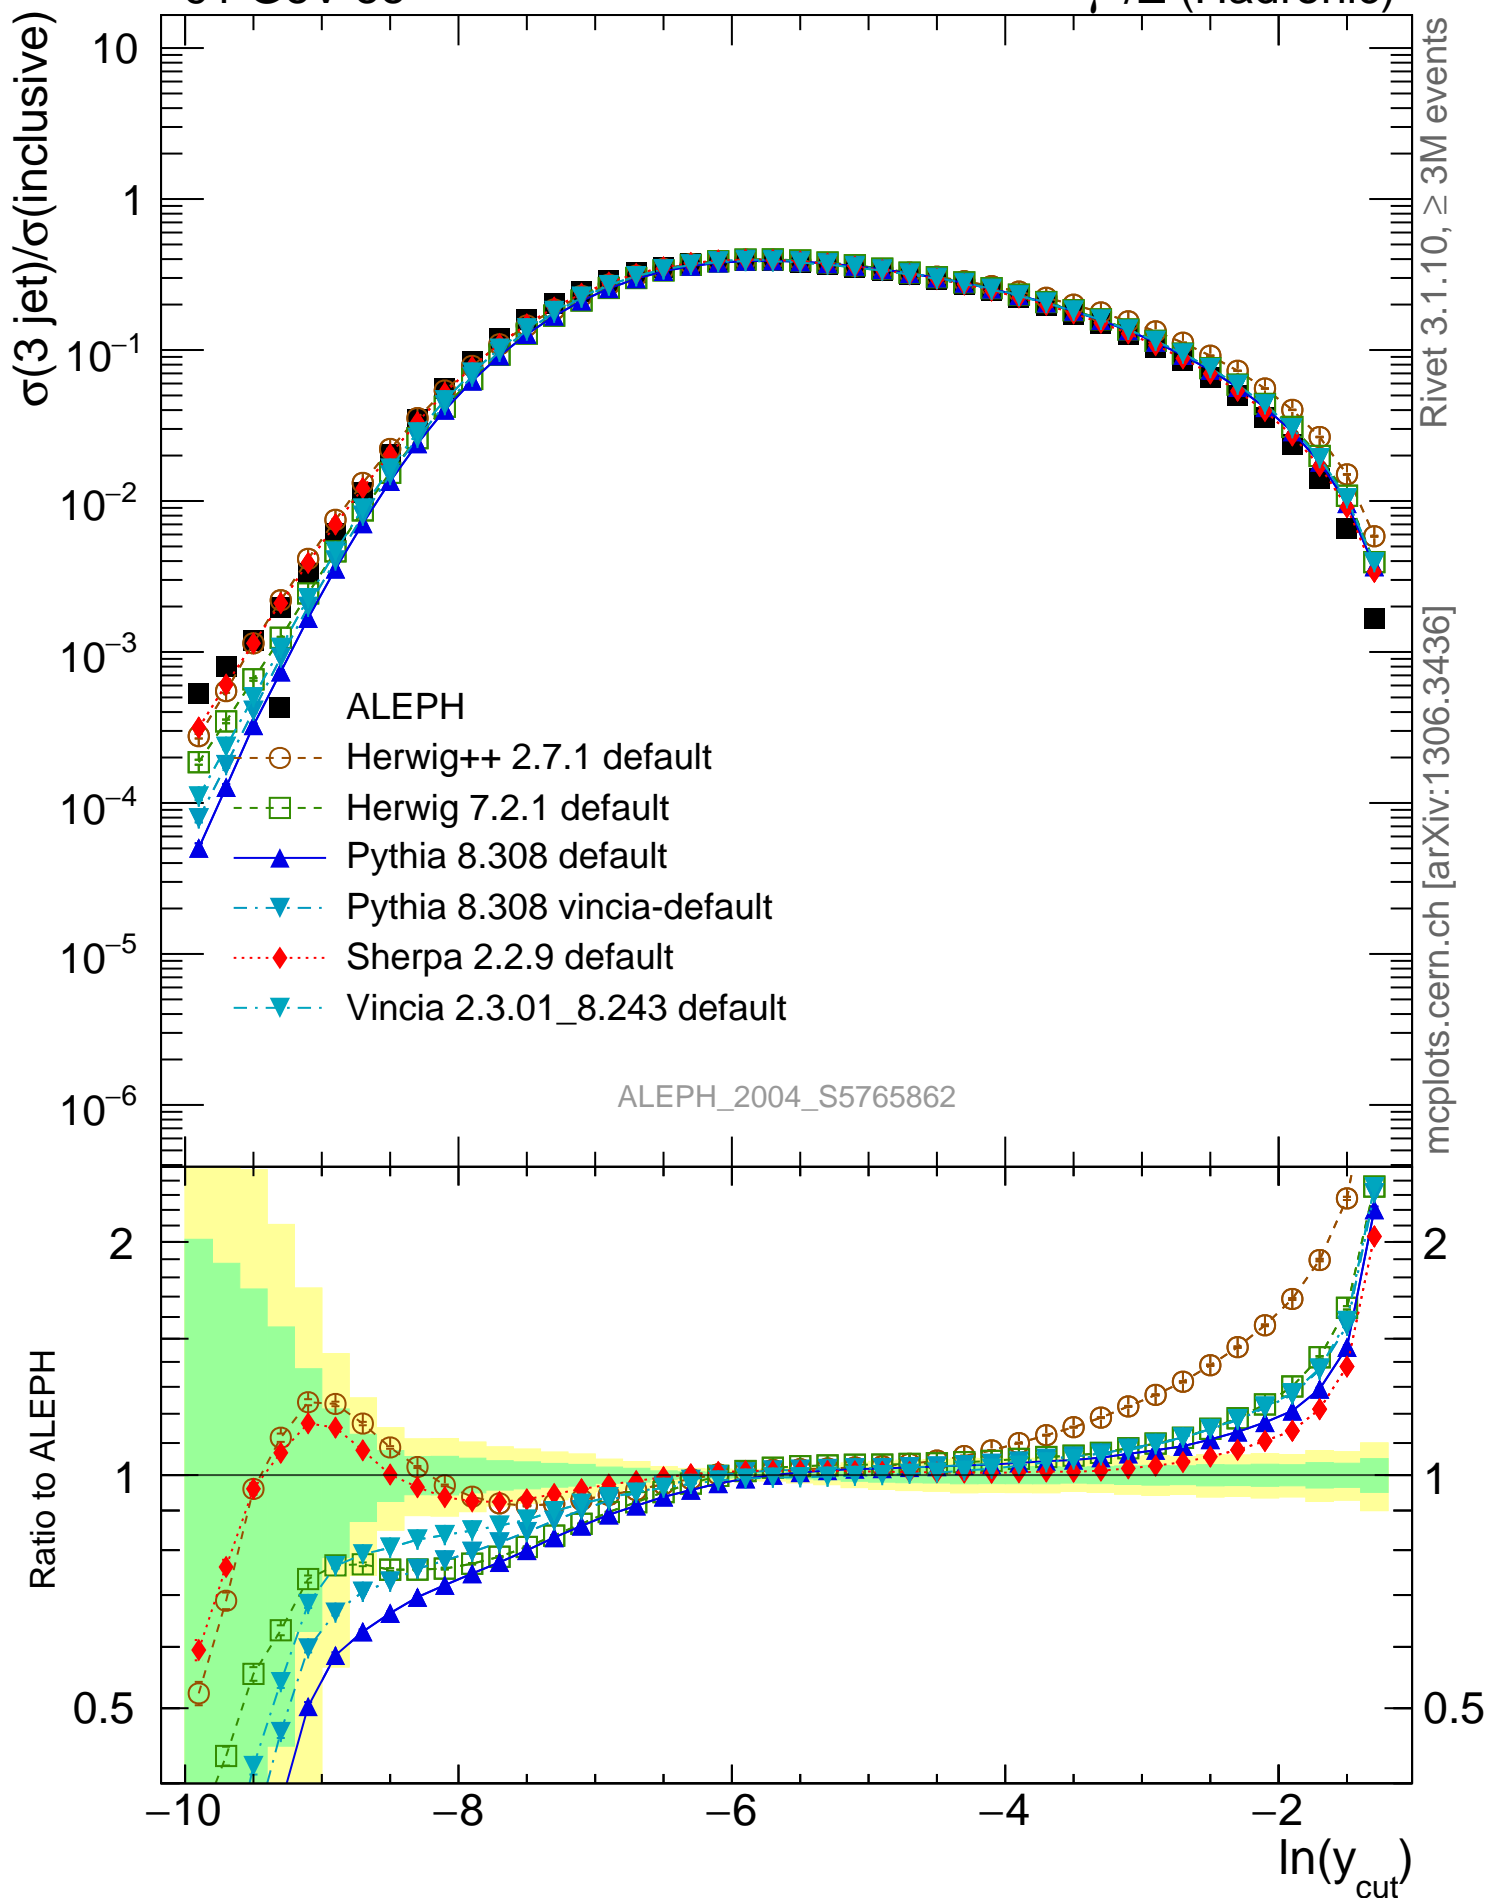 σ(3 jet)/σ(inclusive)
10
1
10⁻¹
10⁻²
10⁻³
10⁻⁴
10⁻⁵
10⁻⁶
ALEPH
Herwig++ 2.7.1 default
Herwig 7.2.1 default
Pythia 8.308 default
Pythia 8.308 vincia-default
Sherpa 2.2.9 default
Vincia 2.3.01_8.243 default
ALEPH_2004_S5765862
Rivet 3.1.10, ≥ 3M events
mcplots.cern.ch [arXiv:1306.3436]
Ratio to ALEPH
2
1
0.5
2
1
0.5
−10 −8 −6 −4 −2
ln(y_cut)